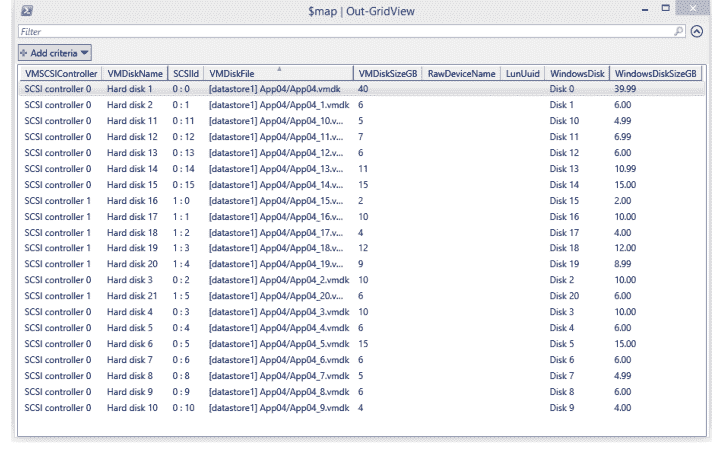 $map | Out-GridView
Filter
Add criteria
VMSCSIController VMDiskName SCSIId VMDiskFile VMDiskSizeGB RawDeviceName LunUuid WindowsDisk WindowsDiskSizeGB
SCSI controller 0 Hard disk 1 0 : 0 [datastore1] App04/App04.vmdk 40 Disk 0 39.99
SCSI controller 0 Hard disk 2 0 : 1 [datastore1] App04/App04_1.vmdk 6 Disk 1 6.00
SCSI controller 0 Hard disk 11 0 : 11 [datastore1] App04/App04_10.v... 5 Disk 10 4.99
SCSI controller 0 Hard disk 12 0 : 12 [datastore1] App04/App04_11.v... 7 Disk 11 6.99
SCSI controller 0 Hard disk 13 0 : 13 [datastore1] App04/App04_12.v... 6 Disk 12 6.00
SCSI controller 0 Hard disk 14 0 : 14 [datastore1] App04/App04_13.v... 11 Disk 13 10.99
SCSI controller 0 Hard disk 15 0 : 15 [datastore1] App04/App04_14.v... 15 Disk 14 15.00
SCSI controller 1 Hard disk 16 1 : 0 [datastore1] App04/App04_15.v... 2 Disk 15 2.00
SCSI controller 1 Hard disk 17 1 : 1 [datastore1] App04/App04_16.v... 10 Disk 16 10.00
SCSI controller 1 Hard disk 18 1 : 2 [datastore1] App04/App04_17.v... 4 Disk 17 4.00
SCSI controller 1 Hard disk 19 1 : 3 [datastore1] App04/App04_18.v... 12 Disk 18 12.00
SCSI controller 1 Hard disk 20 1 : 4 [datastore1] App04/App04_19.v... 9 Disk 19 8.99
SCSI controller 0 Hard disk 3 0 : 2 [datastore1] App04/App04_2.vmdk 10 Disk 2 10.00
SCSI controller 1 Hard disk 21 1 : 5 [datastore1] App04/App04_20.v... 6 Disk 20 6.00
SCSI controller 0 Hard disk 4 0 : 3 [datastore1] App04/App04_3.vmdk 10 Disk 3 10.00
SCSI controller 0 Hard disk 5 0 : 4 [datastore1] App04/App04_4.vmdk 6 Disk 4 6.00
SCSI controller 0 Hard disk 6 0 : 5 [datastore1] App04/App04_5.vmdk 15 Disk 5 15.00
SCSI controller 0 Hard disk 7 0 : 6 [datastore1] App04/App04_6.vmdk 6 Disk 6 6.00
SCSI controller 0 Hard disk 8 0 : 8 [datastore1] App04/App04_7.vmdk 5 Disk 7 4.99
SCSI controller 0 Hard disk 9 0 : 9 [datastore1] App04/App04_8.vmdk 6 Disk 8 6.00
SCSI controller 0 Hard disk 10 0 : 10 [datastore1] App04/App04_9.vmdk 4 Disk 9 4.00